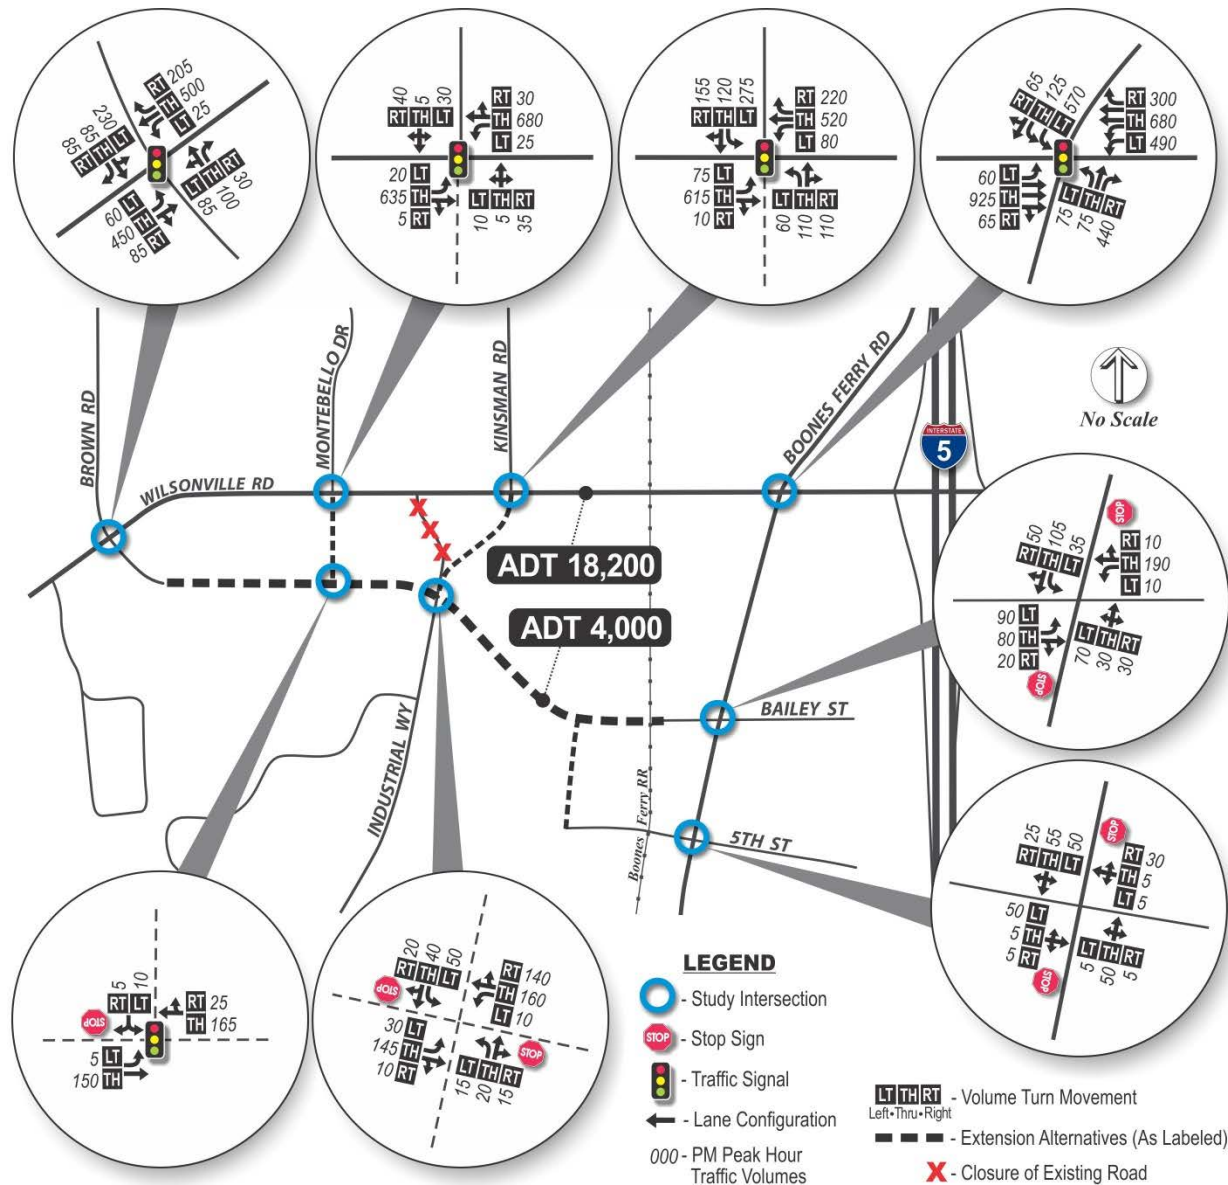 RT 205
TH 500
LT 25
230
85
85
RT TH LT
60 LT
450 TH
85 RT
LT TH RT
85
100
30
40
5
30
RT TH LT
RT 30
TH 680
LT 25
20 LT
635 TH
5 RT
LT TH RT
10
5
35
155
120
275
RT TH LT
RT 220
TH 520
LT 80
75 LT
615 TH
10 RT
LT TH RT
60
110
110
65
125
570
RT TH LT
RT 300
TH 680
LT 490
60 LT
925 TH
65 RT
LT TH RT
75
75
440
BROWN RD
WILSONVILLE RD
MONTEBELLO DR
KINSMAN RD
BOONES FERRY RD
INTERSTATE
5
No Scale
ADT 18,200
ADT 4,000
INDUSTRIAL WY
Boones Ferry RR
BAILEY ST
5TH ST
STOP
50
105
35
RT TH LT
RT 10
TH 190
LT 10
90 LT
80 TH
20 RT
LT TH RT
70
30
30
STOP
STOP
25
55
50
RT TH LT
RT 30
TH 5
LT 5
50 LT
5 TH
5 RT
LT TH RT
5
50
5
STOP
5
10
RT LT
STOP
RT 25
TH 165
5 LT
150 TH
20
40
50
RT TH LT
STOP
RT 140
TH 160
LT 10
30 LT
145 TH
10 RT
LT TH RT
15
20
15
STOP
LEGEND
- Study Intersection
STOP - Stop Sign
- Traffic Signal
- Lane Configuration
000 - PM Peak Hour
Traffic Volumes
LT TH RT - Volume Turn Movement
Left•Thru•Right
- Extension Alternatives (As Labeled)
X - Closure of Existing Road